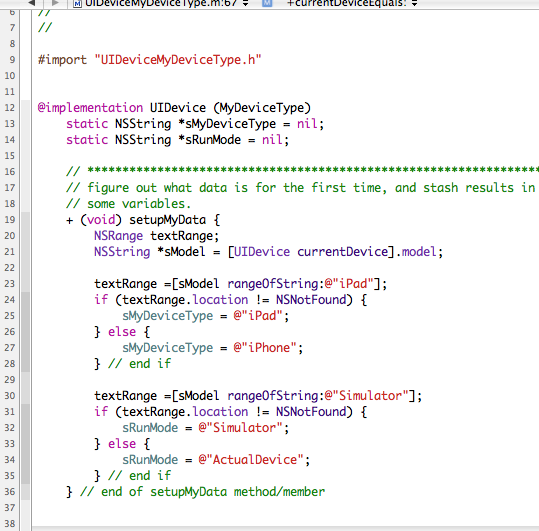 UIDeviceMyDeviceType.m:67 M +currentDeviceEquals:
6 //
7 //
8
9 #import "UIDeviceMyDeviceType.h"
10
11
12 @implementation UIDevice (MyDeviceType)
13 static NSString *sMyDeviceType = nil;
14 static NSString *sRunMode = nil;
15
16 // ****************************************************************
17 // figure out what data is for the first time, and stash results in
18 // some variables.
19 + (void) setupMyData {
20 NSRange textRange;
21 NSString *sModel = [UIDevice currentDevice].model;
22
23 textRange =[sModel rangeOfString:@"iPad"];
24 if (textRange.location != NSNotFound) {
25 sMyDeviceType = @"iPad";
26 } else {
27 sMyDeviceType = @"iPhone";
28 } // end if
29
30 textRange =[sModel rangeOfString:@"Simulator"];
31 if (textRange.location != NSNotFound) {
32 sRunMode = @"Simulator";
33 } else {
34 sRunMode = @"ActualDevice";
35 } // end if
36 } // end of setupMyData method/member
37
38